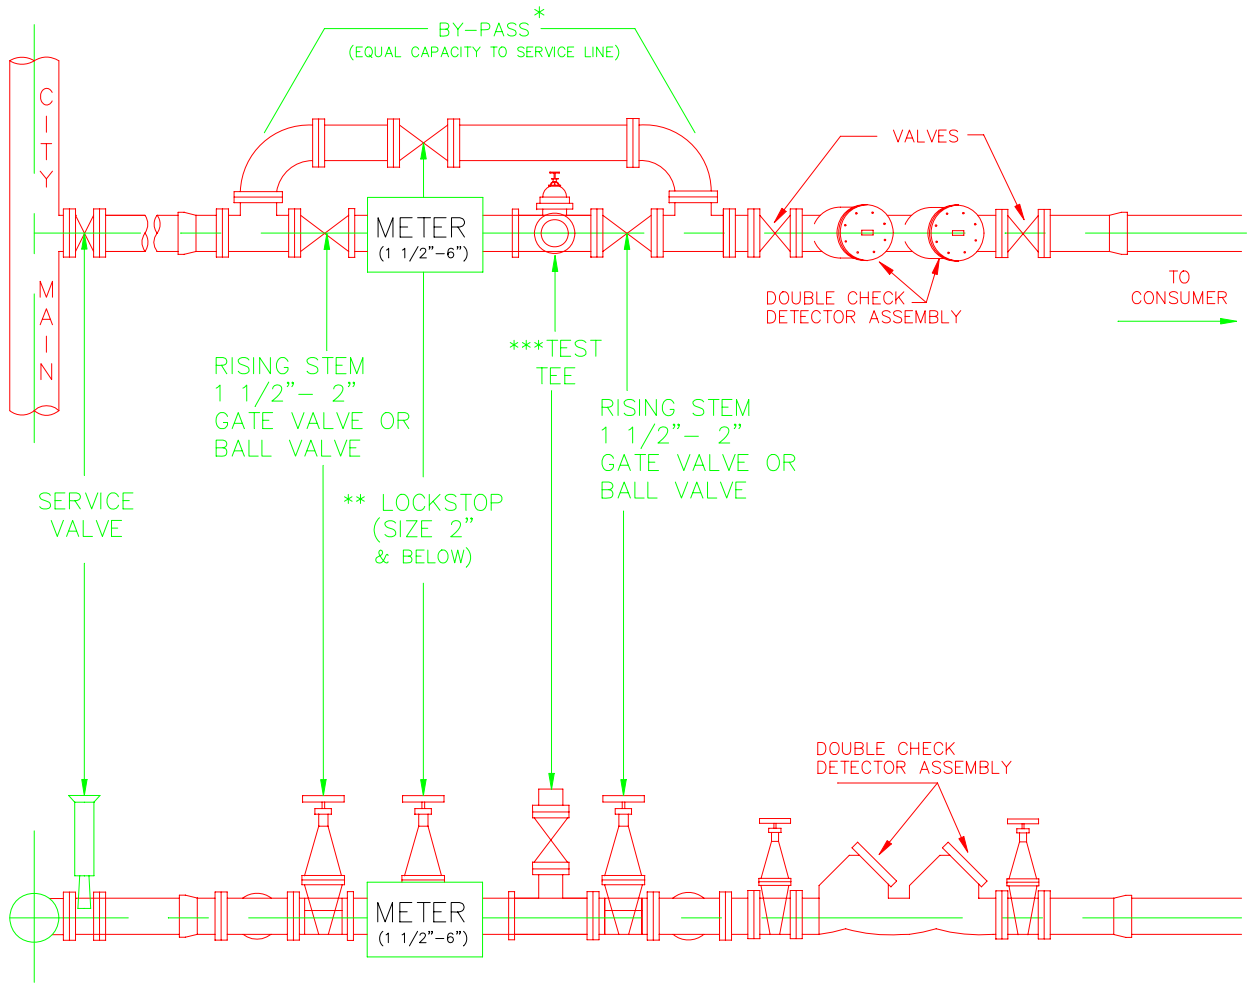 BY-PASS *
(EQUAL CAPACITY TO SERVICE LINE)
CITY MAIN
VALVES
METER
(1 1/2"-6")
DOUBLE CHECK
DETECTOR ASSEMBLY
TO
CONSUMER
***TEST
TEE
RISING STEM
1 1/2"- 2"
GATE VALVE OR
BALL VALVE
RISING STEM
1 1/2"- 2"
GATE VALVE OR
BALL VALVE
SERVICE
VALVE
** LOCKSTOP
(SIZE 2"
& BELOW)
DOUBLE CHECK
DETECTOR ASSEMBLY
METER
(1 1/2"-6")